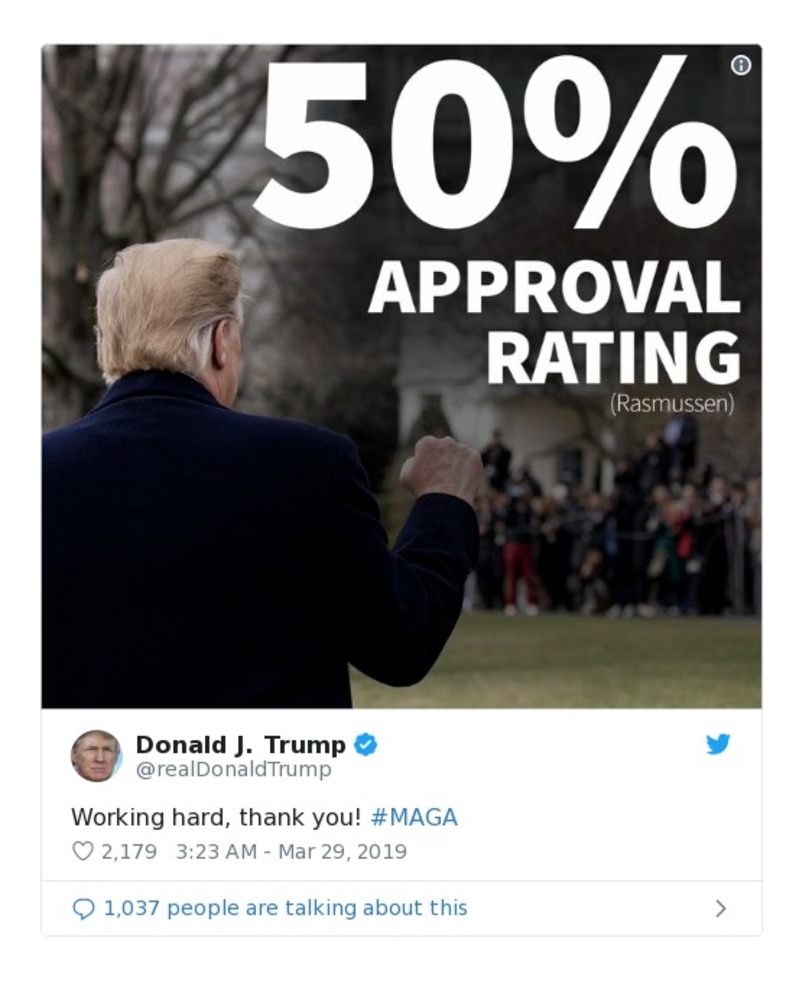 50%
APPROVAL
RATING
(Rasmussen)
Donald J. Trump
@realDonaldTrump
Working hard, thank you! #MAGA
2,179 3:23 AM - Mar 29, 2019
1,037 people are talking about this